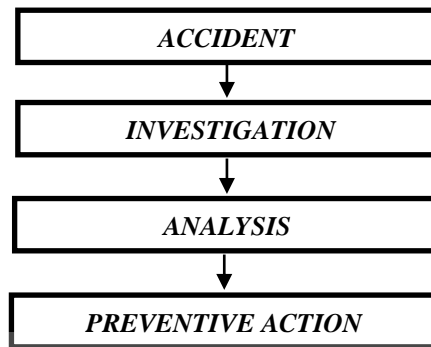 ACCIDENT
INVESTIGATION
ANALYSIS
PREVENTIVE ACTION